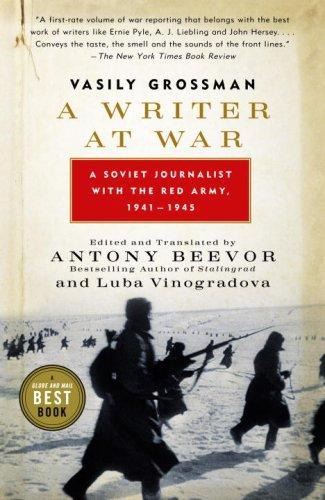 "A first-rate volume of war reporting that belongs with the best
work of writers like Ernie Pyle, A. J. Liebling and John Hersey. . . .
Conveys the taste, the smell and the sounds of the front lines."
—The New York Times Book Review
VASILY GROSSMAN
A WRITER
AT WAR
A SOVIET JOURNALIST
WITH THE RED ARMY,
1941–1945
Edited and Translated by
ANTONY BEEVOR
Bestselling Author of Stalingrad
and Luba Vinogradova
A GLOBE AND MAIL
BEST
BOOK